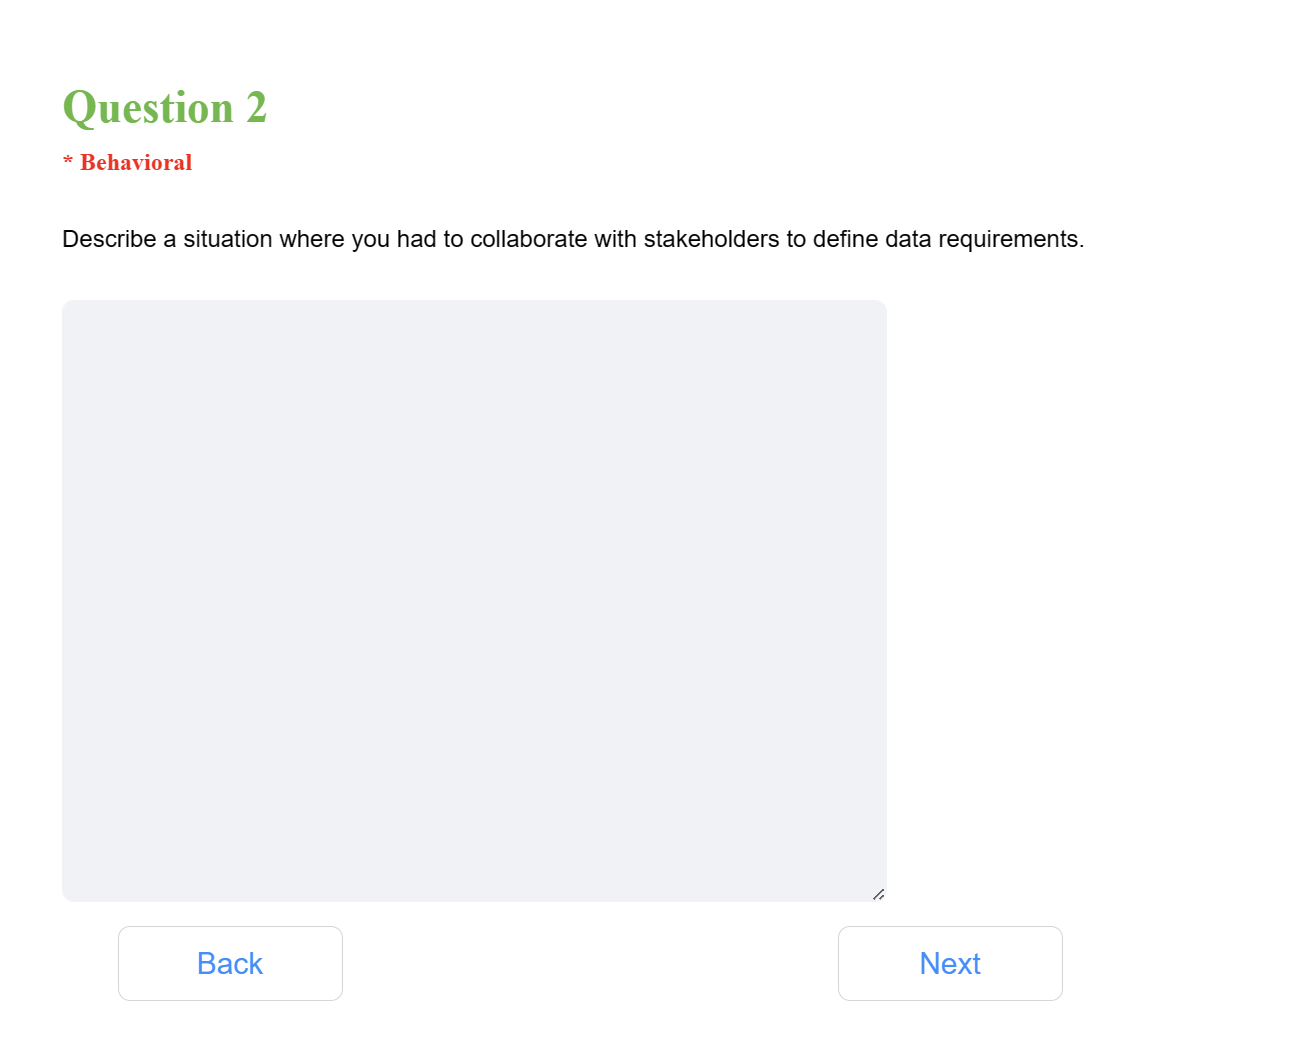 Question 2
* Behavioral
Describe a situation where you had to collaborate with stakeholders to define data requirements.
Back
Next